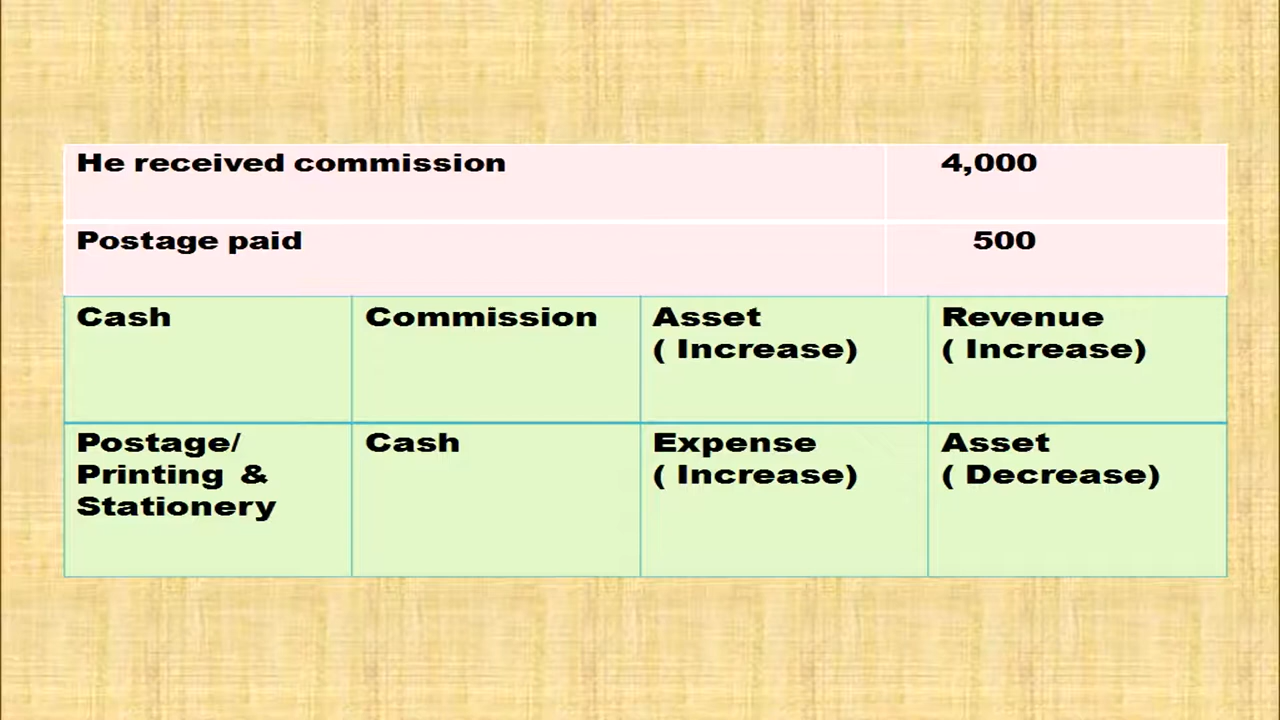 He received commission 4,000
Postage paid 500
Cash Commission Asset Revenue
( Increase) ( Increase)
Postage/ Cash Expense Asset
Printing & ( Increase) ( Decrease)
Stationery